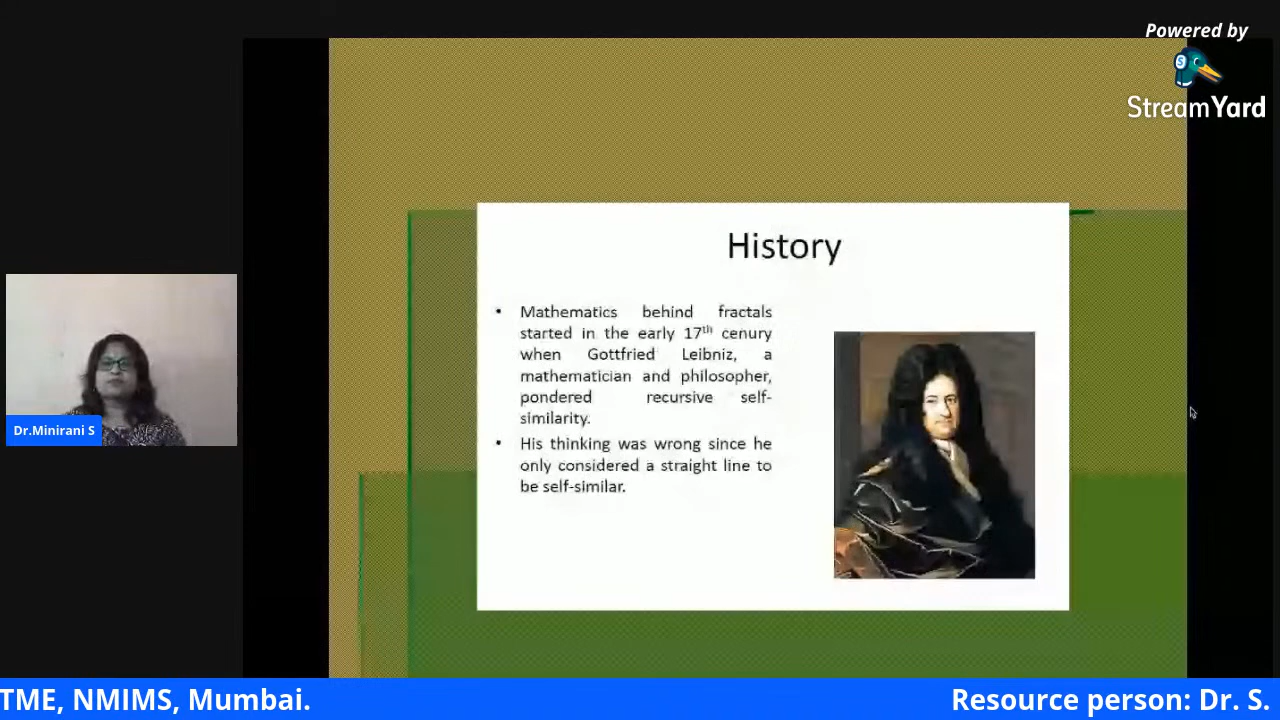 Powered by
StreamYard
History
• Mathematics behind fractals
started in the early 17th cenury
when Gottfried Leibniz, a
mathematician and philosopher,
pondered recursive self-
similarity.
• His thinking was wrong since he
only considered a straight line to
be self-similar.
Dr.Minirani S
TME, NMIMS, Mumbai.
Resource person: Dr. S.